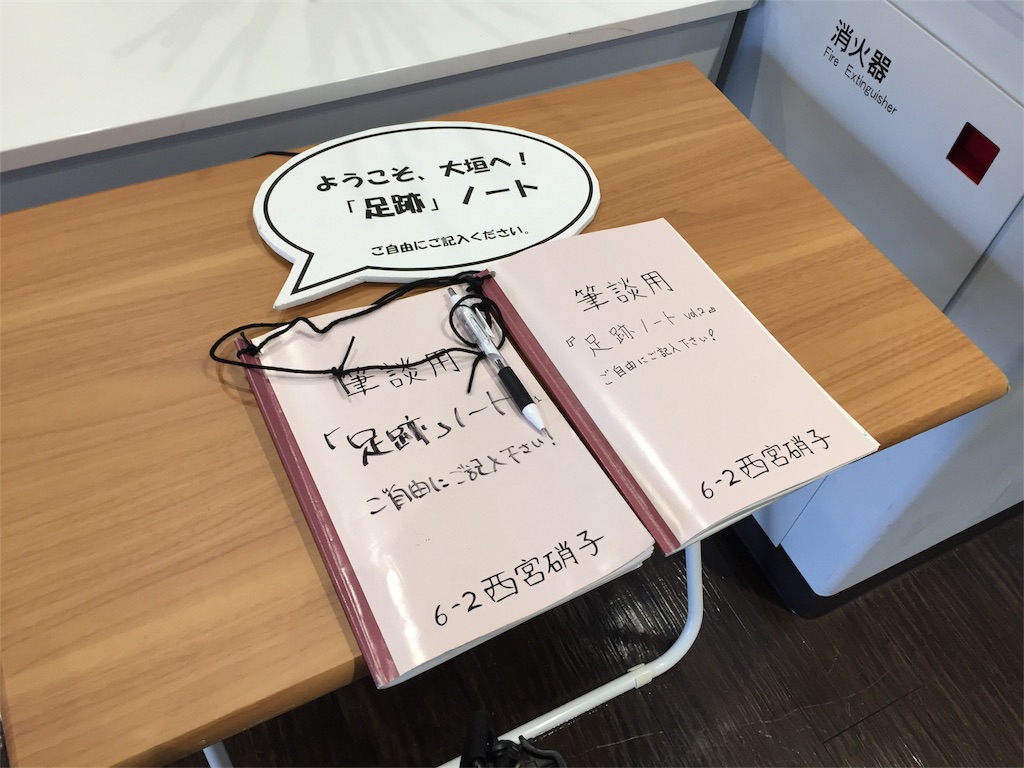 消火器
Fire Extinguisher
ようこそ、大垣へ！
「足跡」ノート
ご自由にご記入ください。
筆談用
「足跡」ノート
ご自由にご記入下さい！
6-2西宮硝子
筆談用
『足跡ノート vol.2』
ご自由にご記入下さい！
6-2西宮硝子